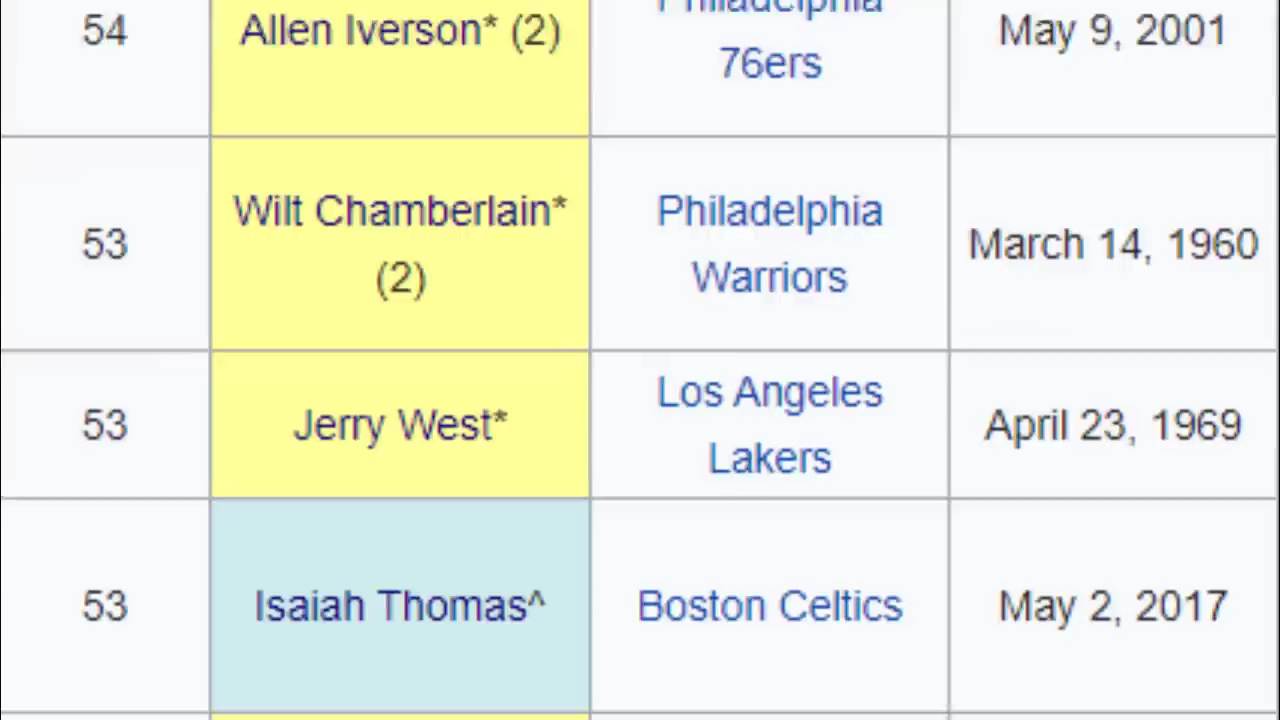 54
Allen Iverson* (2)
Philadelphia
76ers
May 9, 2001
53
Wilt Chamberlain*
(2)
Philadelphia
Warriors
March 14, 1960
53
Jerry West*
Los Angeles
Lakers
April 23, 1969
53
Isaiah Thomas^
Boston Celtics
May 2, 2017